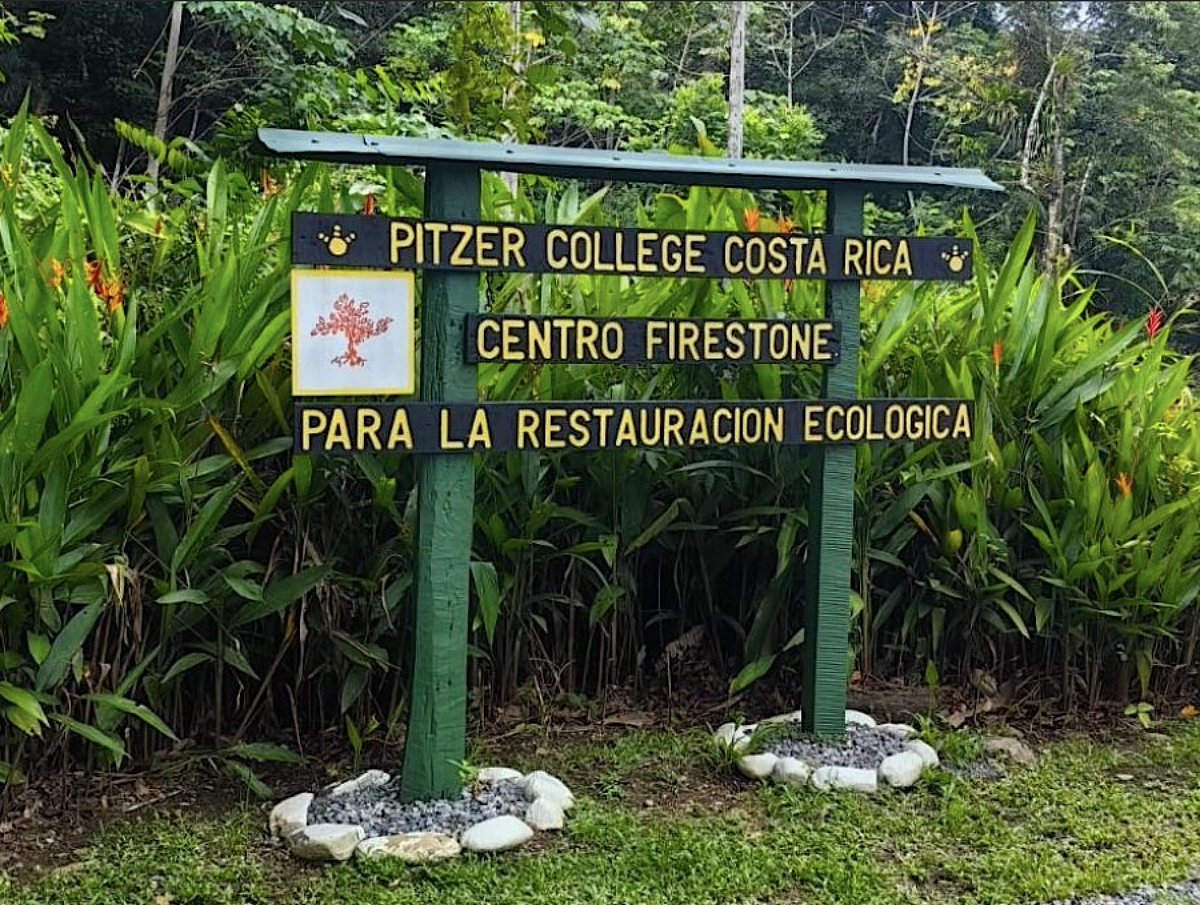 PITZER COLLEGE COSTA RICA
CENTRO FIRESTONE
PARA LA RESTAURACION ECOLOGICA